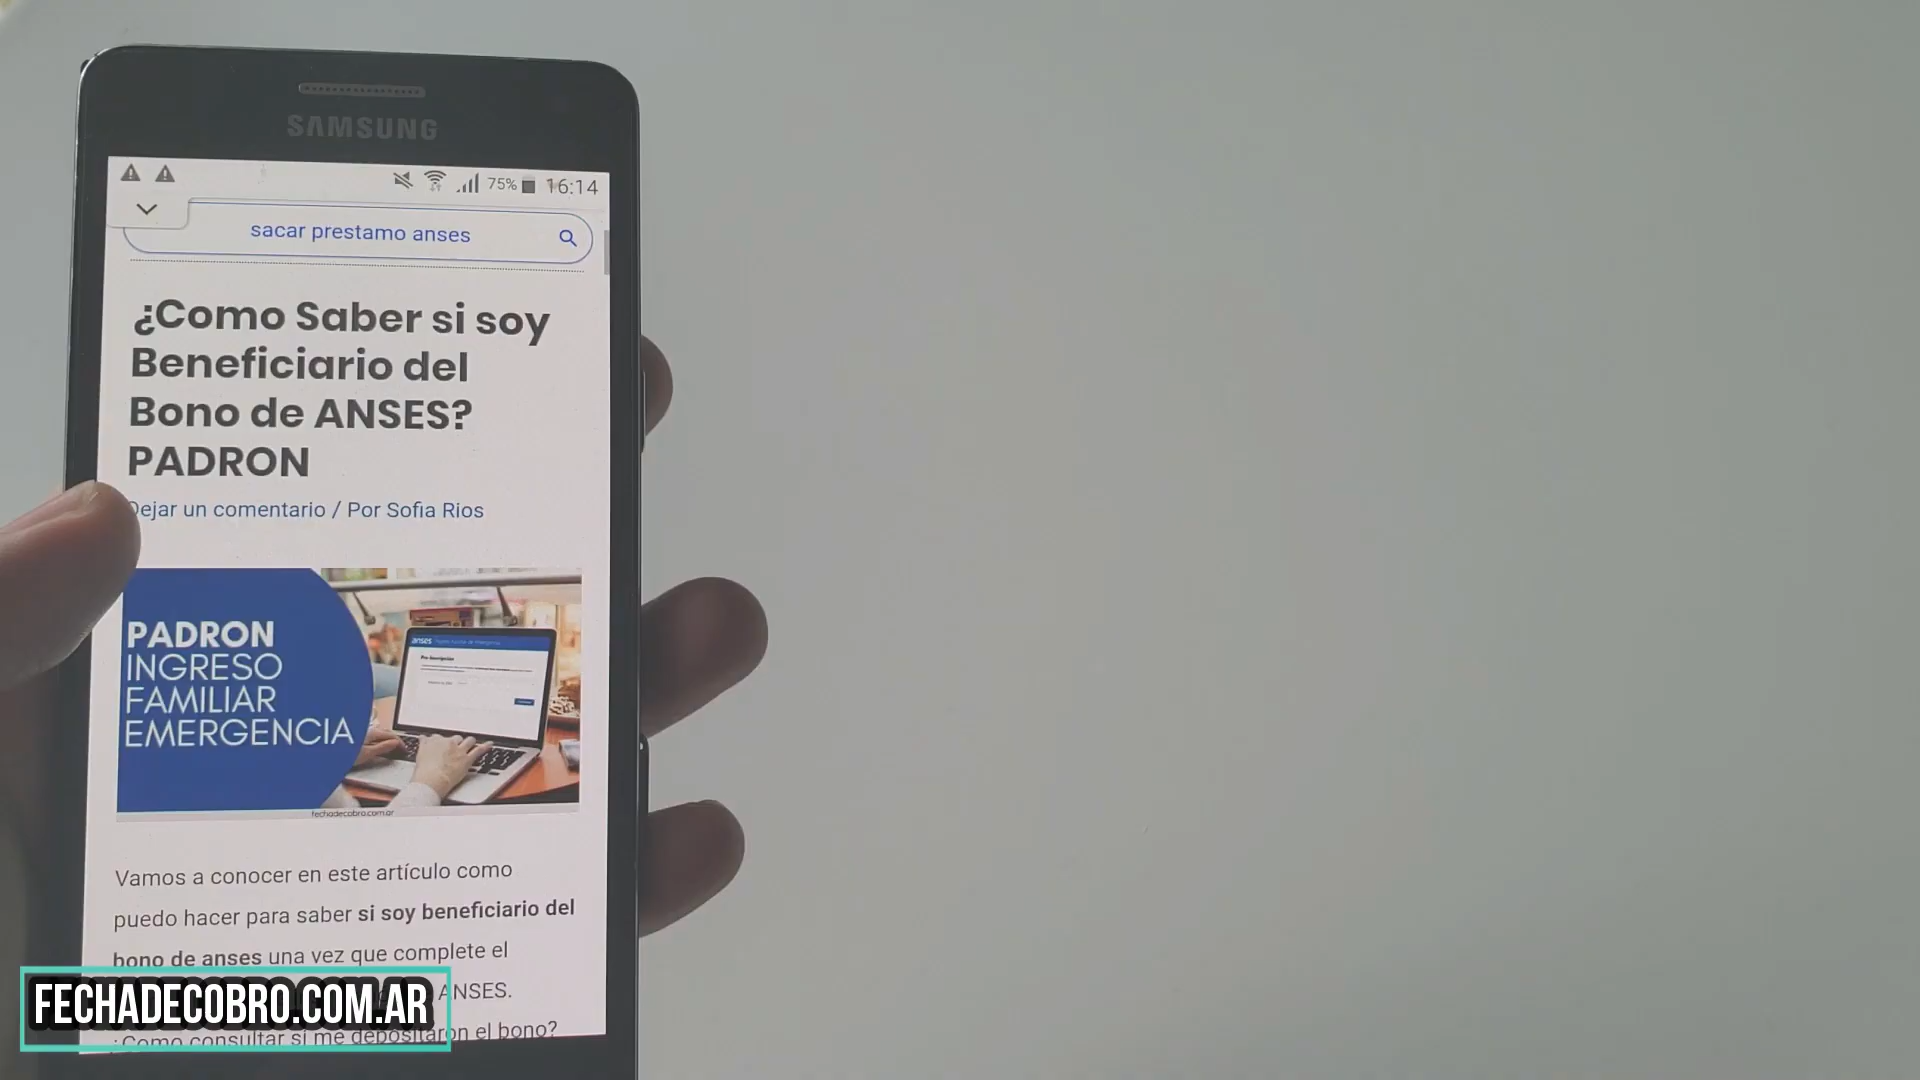 SAMSUNG
75% 16:14
sacar prestamo anses
¿Como Saber si soy
Beneficiario del
Bono de ANSES?
PADRON
Dejar un comentario / Por Sofia Rios
PADRON
INGRESO
FAMILIAR
EMERGENCIA
anses
fechadecobro.com.ar
Vamos a conocer en este artículo como
puedo hacer para saber si soy beneficiario del
bono de anses una vez que complete el
ANSES.
¿Como consultar si me depositaron el bono?
FECHADECOBRO.COM.AR